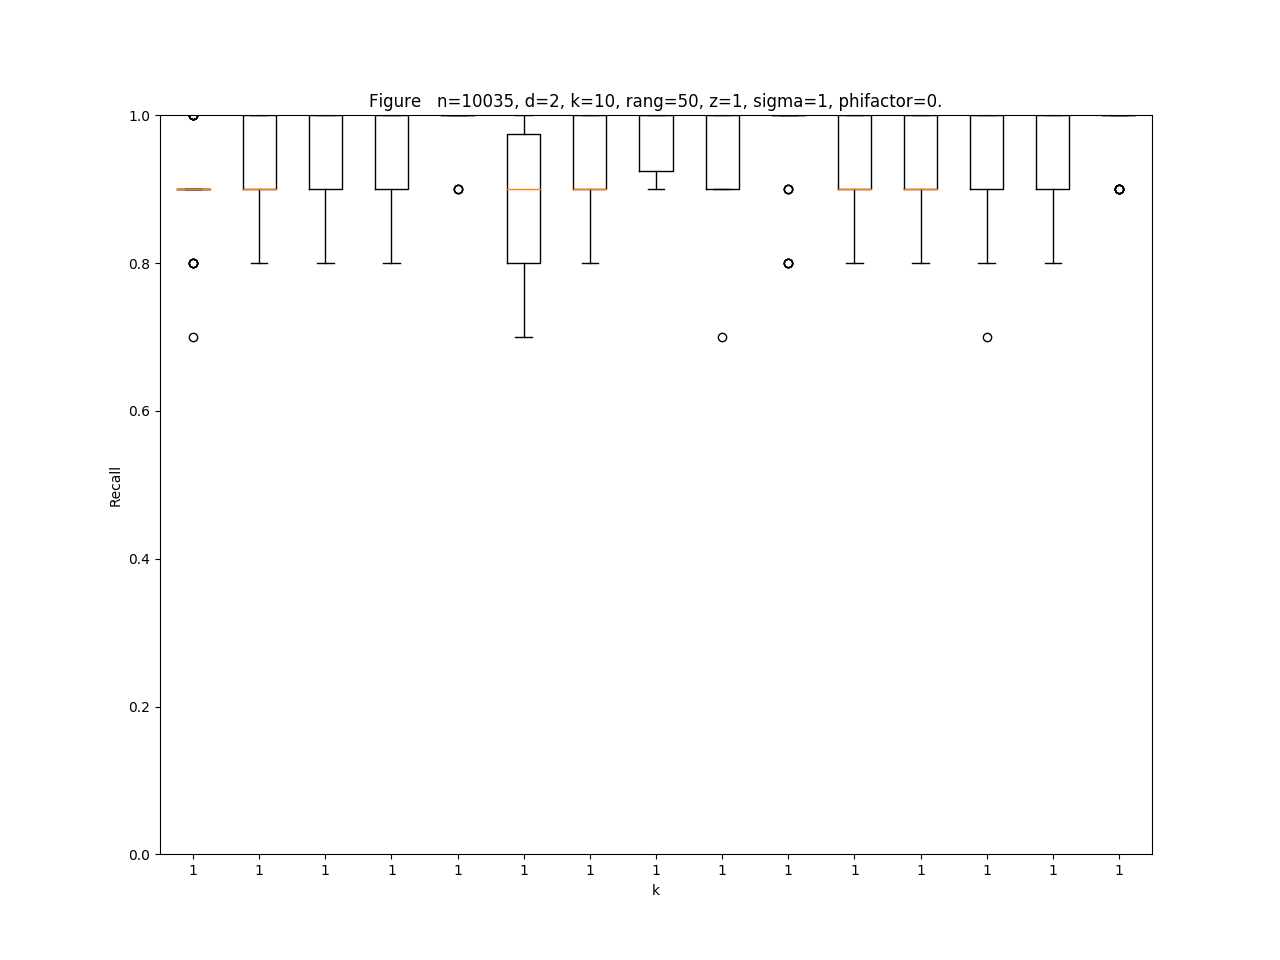 Figure   n=10035, d=2, k=10, rang=50, z=1, sigma=1, phifactor=0.
1.0
0.8
0.6
0.4
0.2
0.0
Recall
1 1 1 1 1 1 1 1 1 1 1 1 1 1 1
k